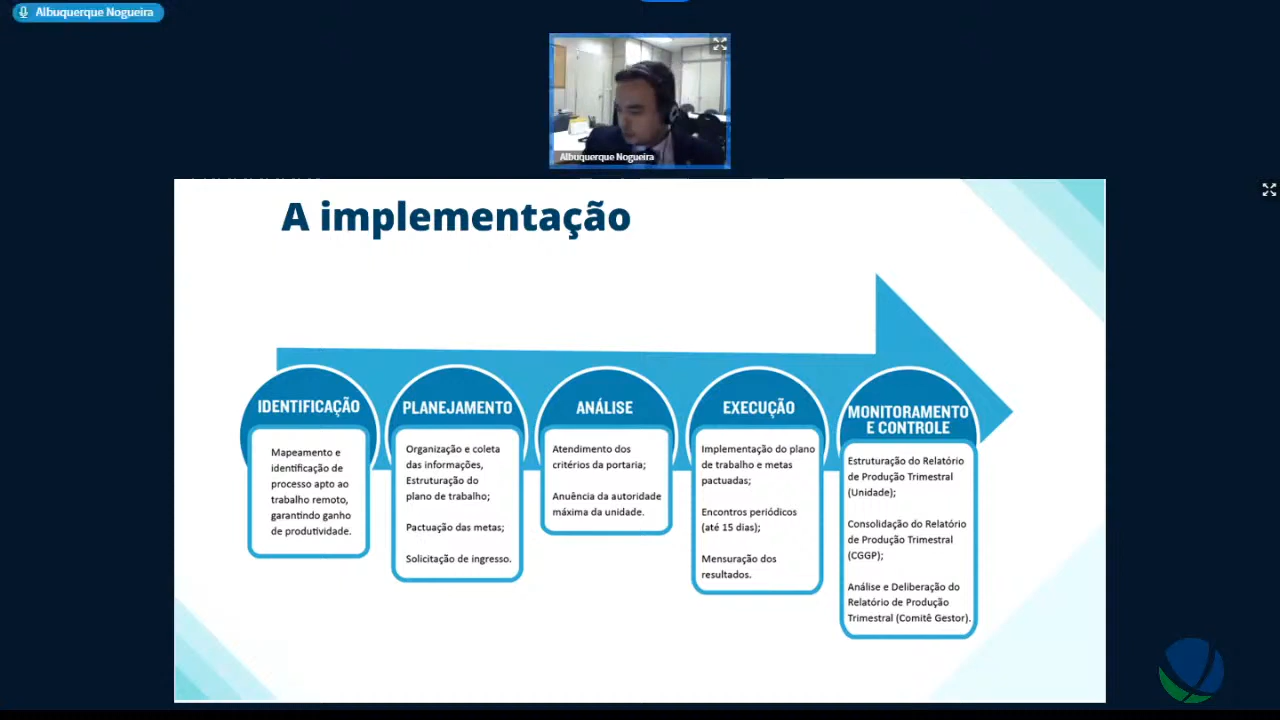 Albuquerque Nogueira
Albuquerque Nogueira
A implementação
IDENTIFICAÇÃO
Mapeamento e
identificação de
processo apto ao
trabalho remoto,
garantindo ganho
de produtividade.
PLANEJAMENTO
Organização e coleta
das informações,
Estruturação do
plano de trabalho;
Pactuação das metas;
Solicitação de ingresso.
ANÁLISE
Atendimento dos
critérios da portaria;
Anuência da autoridade
máxima da unidade.
EXECUÇÃO
Implementação do plano
de trabalho e metas
pactuadas;
Encontros periódicos
(até 15 dias);
Mensuração dos
resultados.
MONITORAMENTO
E CONTROLE
Estruturação do Relatório
de Produção Trimestral
(Unidade);
Consolidação do Relatório
de Produção Trimestral
(CGGP);
Análise e Deliberação do
Relatório de Produção
Trimestral (Comitê Gestor).